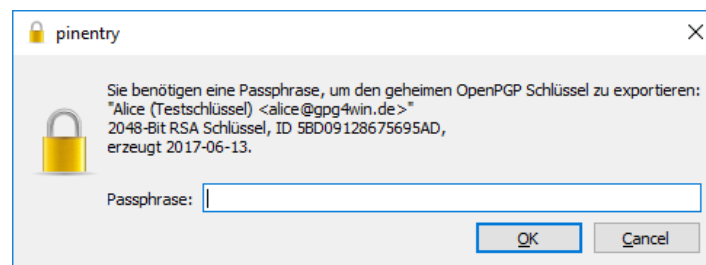 pinentry
Sie benötigen eine Passphrase, um den geheimen OpenPGP Schlüssel zu exportieren:
"Alice (Testschlüssel) <alice@gpg4win.de>"
2048-Bit RSA Schlüssel, ID 5BD09128675695AD,
erzeugt 2017-06-13.
Passphrase:
OK Cancel